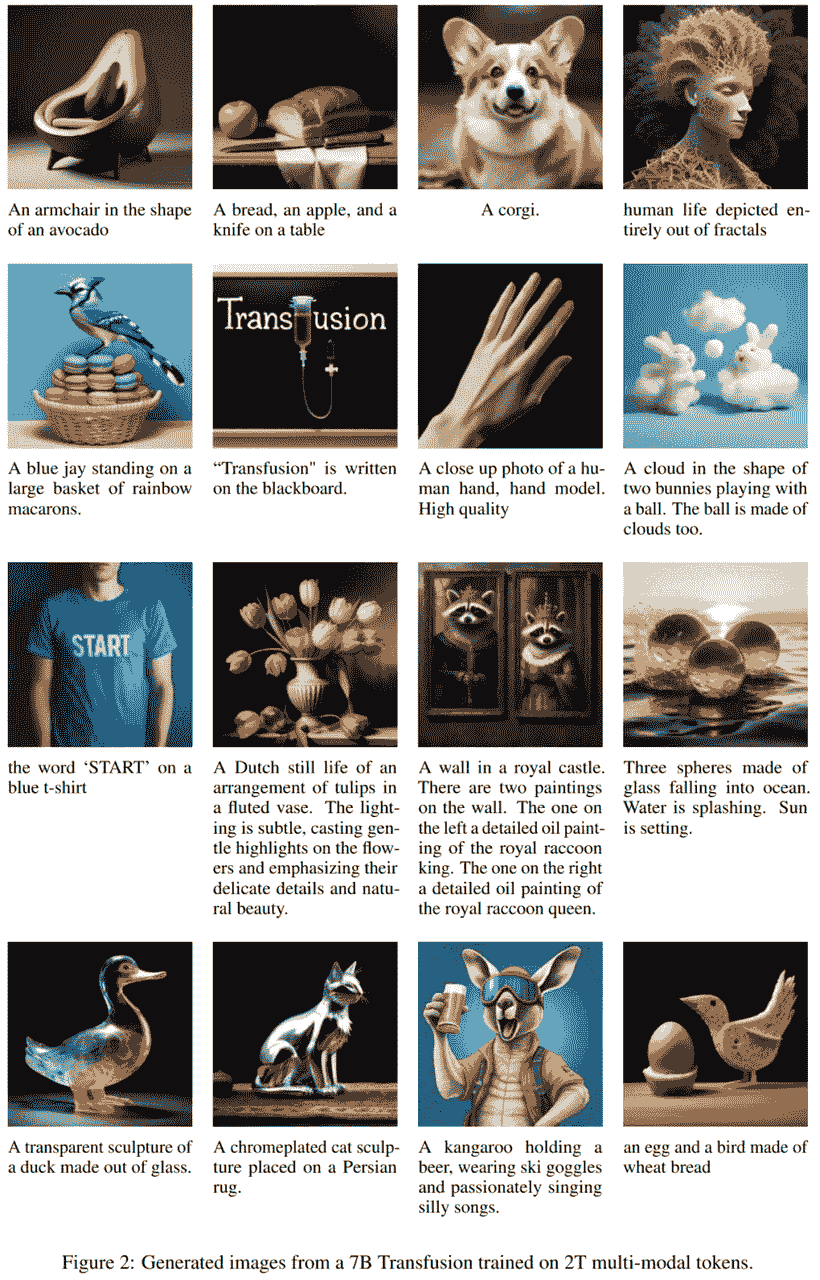 An armchair in the shape
of an avocado
A bread, an apple, and a
knife on a table
A corgi.
human life depicted en-
tirely out of fractals
Trans usion
A blue jay standing on a
large basket of rainbow
macarons.
“Transfusion" is written
on the blackboard.
A close up photo of a hu-
man hand, hand model.
High quality
A cloud in the shape of
two bunnies playing with
a ball. The ball is made of
clouds too.
START
the word ‘START’ on a
blue t-shirt
A Dutch still life of an
arrangement of tulips in
a fluted vase. The light-
ing is subtle, casting gen-
tle highlights on the flow-
ers and emphasizing their
delicate details and natu-
ral beauty.
A wall in a royal castle.
There are two paintings
on the wall. The one on
the left a detailed oil paint-
ing of the royal raccoon
king. The one on the right
a detailed oil painting of
the royal raccoon queen.
Three spheres made of
glass falling into ocean.
Water is splashing. Sun
is setting.
A transparent sculpture of
a duck made out of glass.
A chromeplated cat sculp-
ture placed on a Persian
rug.
A kangaroo holding a
beer, wearing ski goggles
and passionately singing
silly songs.
an egg and a bird made of
wheat bread
Figure 2: Generated images from a 7B Transfusion trained on 2T multi-modal tokens.